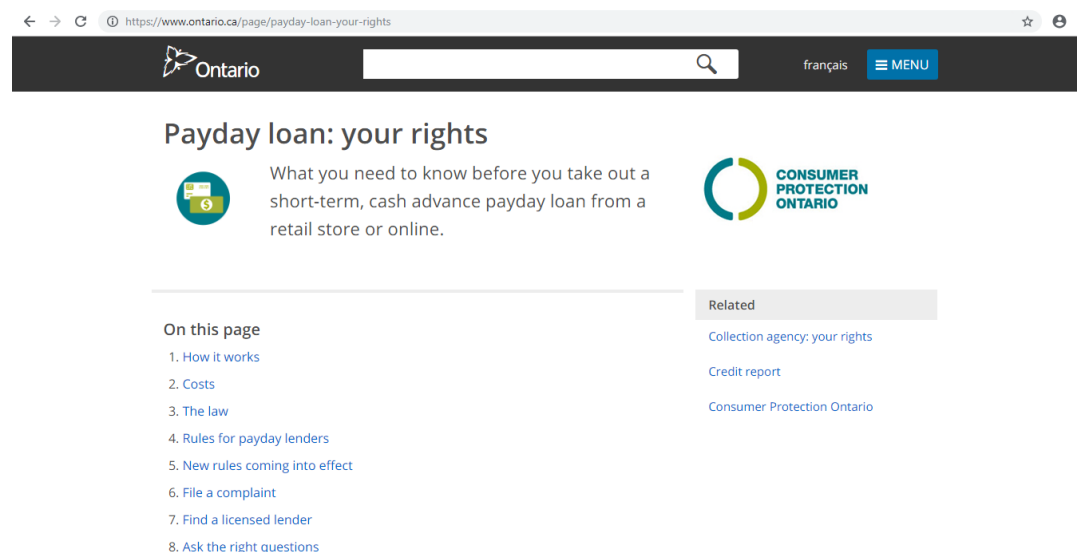 https://www.ontario.ca/page/payday-loan-your-rights
Ontario
français
MENU
Payday loan: your rights
What you need to know before you take out a
short-term, cash advance payday loan from a
retail store or online.
CONSUMER
PROTECTION
ONTARIO
On this page
1. How it works
2. Costs
3. The law
4. Rules for payday lenders
5. New rules coming into effect
6. File a complaint
7. Find a licensed lender
8. Ask the right questions
Related
Collection agency: your rights
Credit report
Consumer Protection Ontario